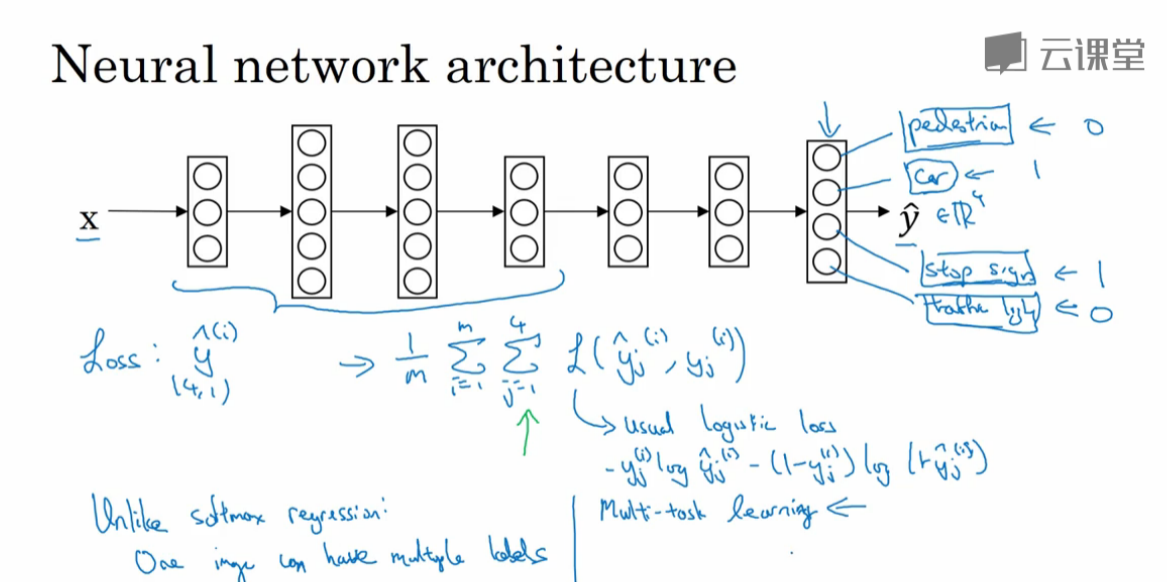 Neural network architecture
云课堂
pedestrian ← 0
car ← 1
x
ŷ ∈ ℝ⁴
stop sign ← 1
traffic light ← 0
Loss: ŷ⁽ⁱ⁾ → 1/m ∑ᵢ₌₁ᵐ ∑ⱼ₌₁⁴ ℒ(ŷⱼ⁽ⁱ⁾, yⱼ⁽ⁱ⁾)
(4,1)
usual logistic loss
-yⱼ⁽ⁱ⁾ log ŷⱼ⁽ⁱ⁾ - (1-yⱼ⁽ⁱ⁾) log (1-ŷⱼ⁽ⁱ⁾)
Unlike softmax regression:
One image can have multiple labels
Multi-task learning ←